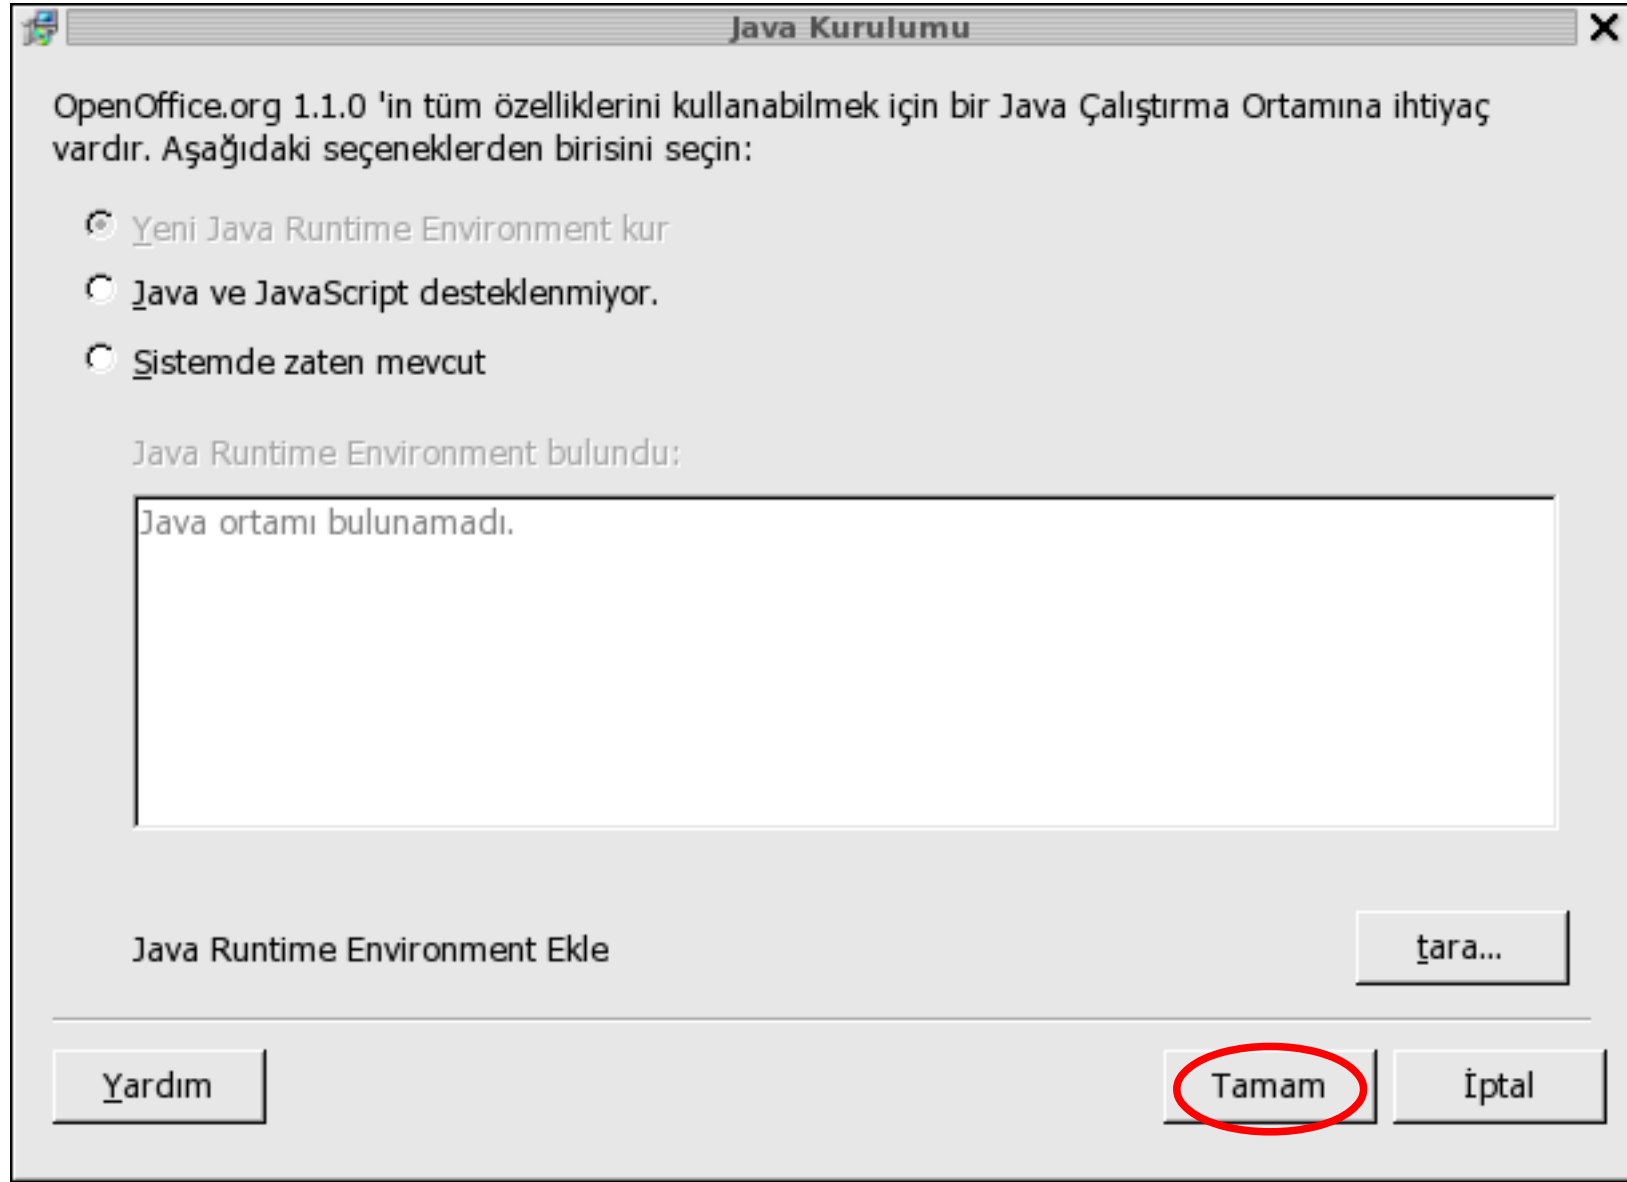 Java Kurulumu
OpenOffice.org 1.1.0 'in tüm özelliklerini kullanabilmek için bir Java Çalıştırma Ortamına ihtiyaç
vardır. Aşağıdaki seçeneklerden birisini seçin:
Yeni Java Runtime Environment kur
Java ve JavaScript desteklenmiyor.
Sistemde zaten mevcut
Java Runtime Environment bulundu:
Java ortamı bulunamadı.
Java Runtime Environment Ekle
tara...
Yardım
Tamam
İptal